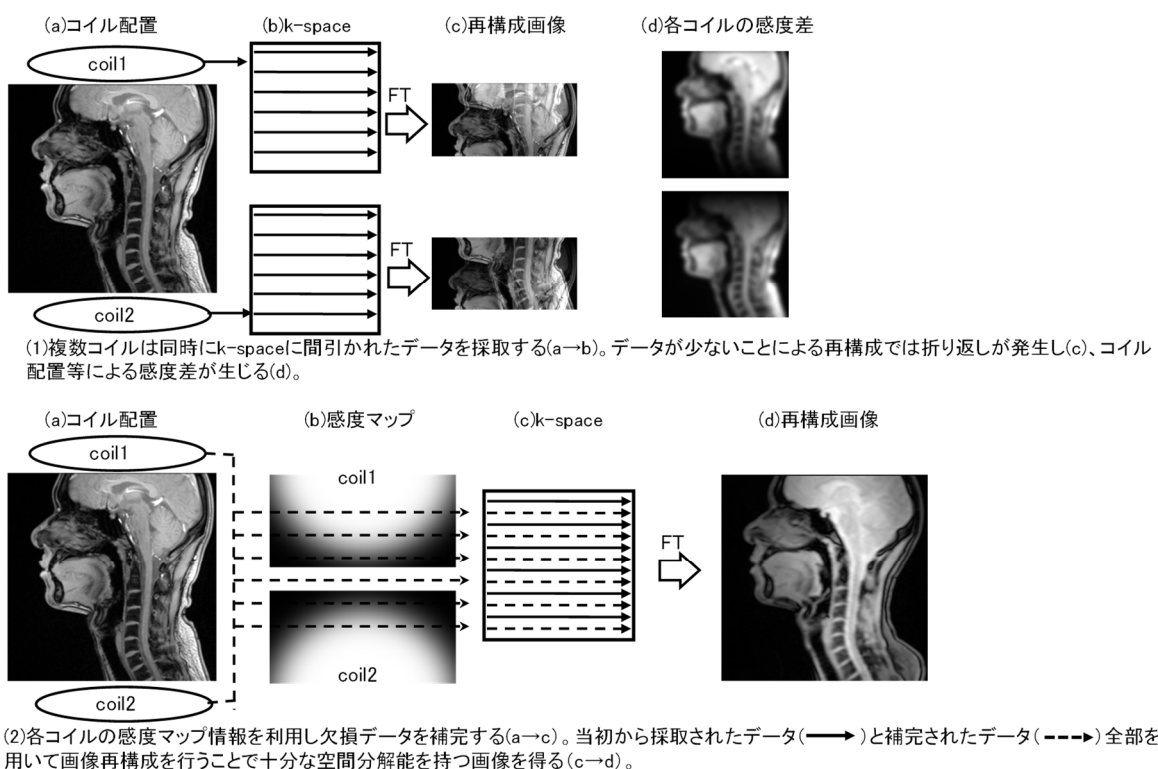 (a)コイル配置 (b)k-space (c)再構成画像 (d)各コイルの感度差
coil1
FT
FT
coil2
(1)複数コイルは同時にk-spaceに間引かれたデータを採取する(a→b)。データが少ないことによる再構成では折り返しが発生し(c)、コイル
配置等による感度差が生じる(d)。
(a)コイル配置 (b)感度マップ (c)k-space (d)再構成画像
coil1
coil1
FT
coil2
coil2
(2)各コイルの感度マップ情報を利用し欠損データを補完する(a→c)。当初から採取されたデータ(→)と補完されたデータ(⇢)全部を
用いて画像再構成を行うことで十分な空間分解能を持つ画像を得る(c→d)。